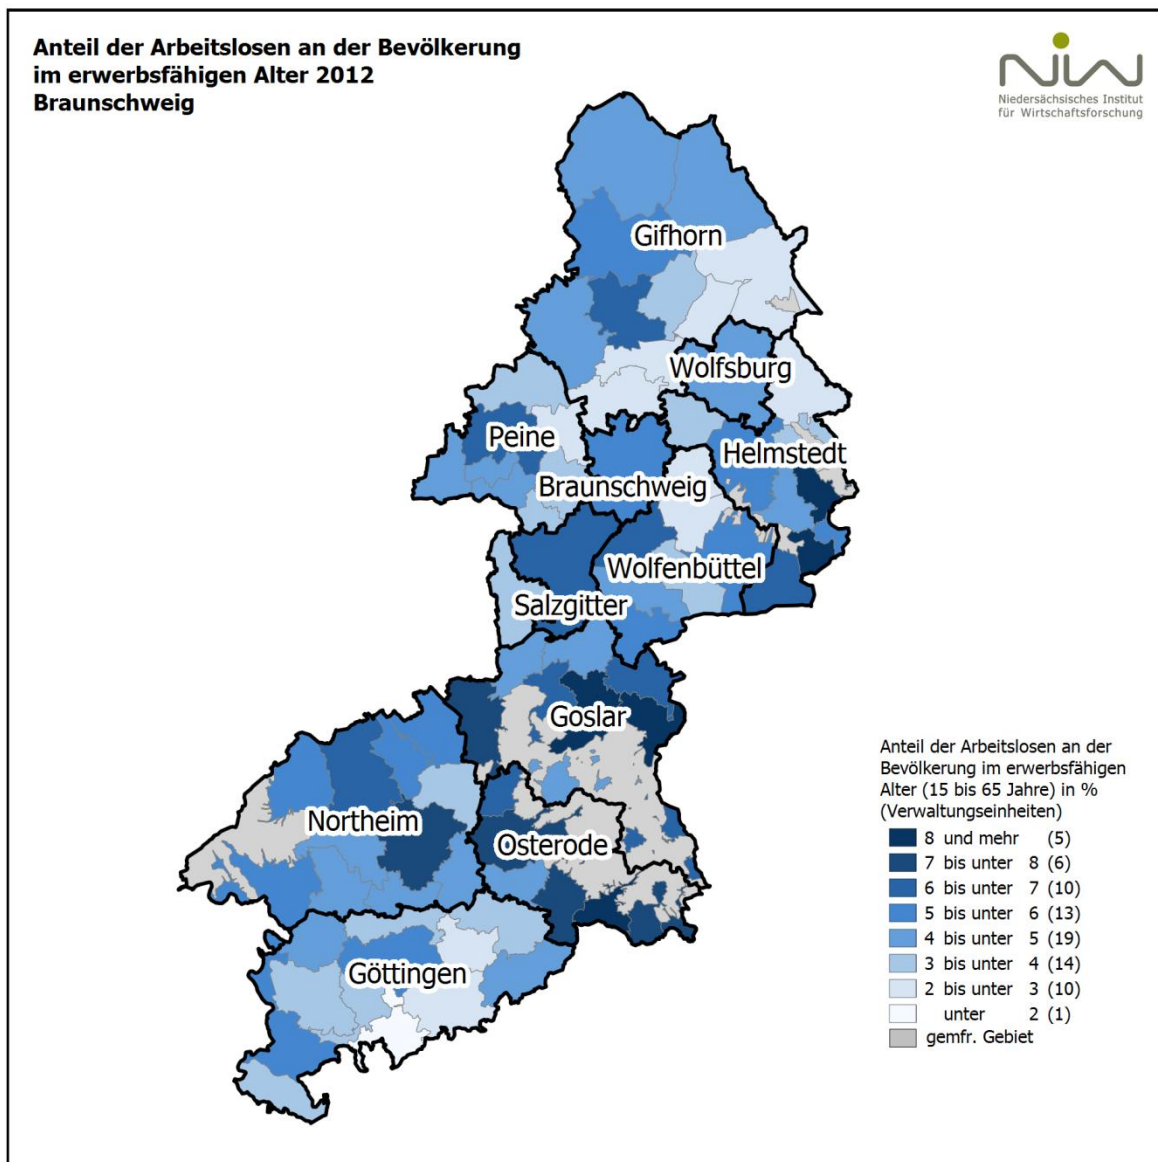 Anteil der Arbeitslosen an der Bevölkerung
im erwerbsfähigen Alter 2012
Braunschweig
NIW
Niedersächsisches Institut
für Wirtschaftsforschung
Gifhorn
Wolfsburg
Peine
Helmstedt
Braunschweig
Wolfenbüttel
Salzgitter
Goslar
Northeim
Osterode
Göttingen
Anteil der Arbeitslosen an der
Bevölkerung im erwerbsfähigen
Alter (15 bis 65 Jahre) in %
(Verwaltungseinheiten)
8 und mehr (5)
7 bis unter 8 (6)
6 bis unter 7 (10)
5 bis unter 6 (13)
4 bis unter 5 (19)
3 bis unter 4 (14)
2 bis unter 3 (10)
unter 2 (1)
gemfr. Gebiet